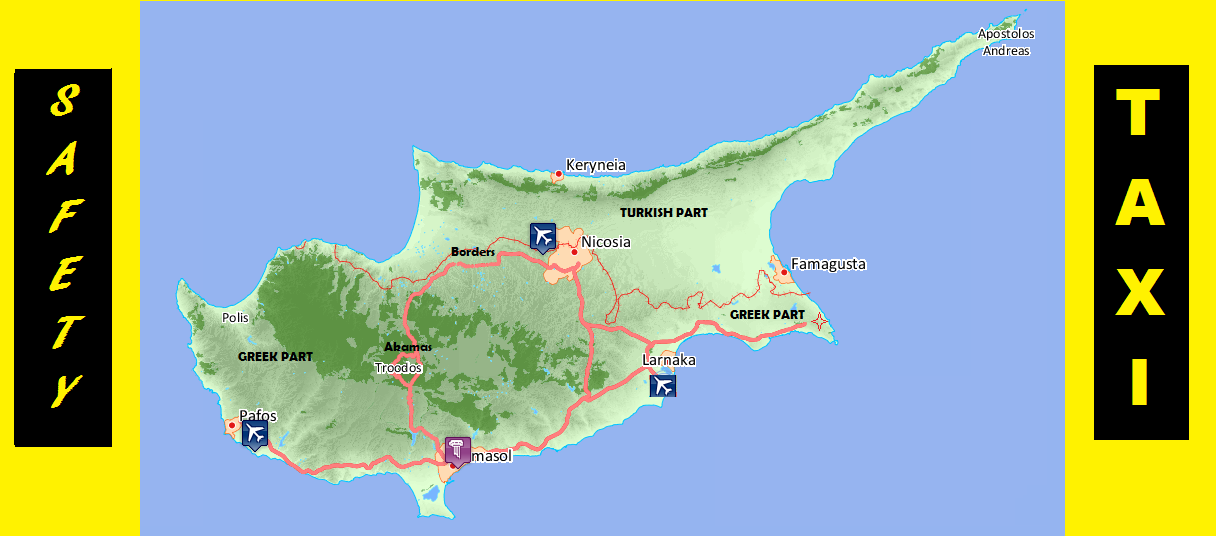 SAFETY
Apostolos
Andreas
Keryneia
TURKISH PART
Nicosia
Borders
Famagusta
GREEK PART
Polis
Akamas
GREEK PART
Larnaka
Troodos
Pafos
masol
TAXI